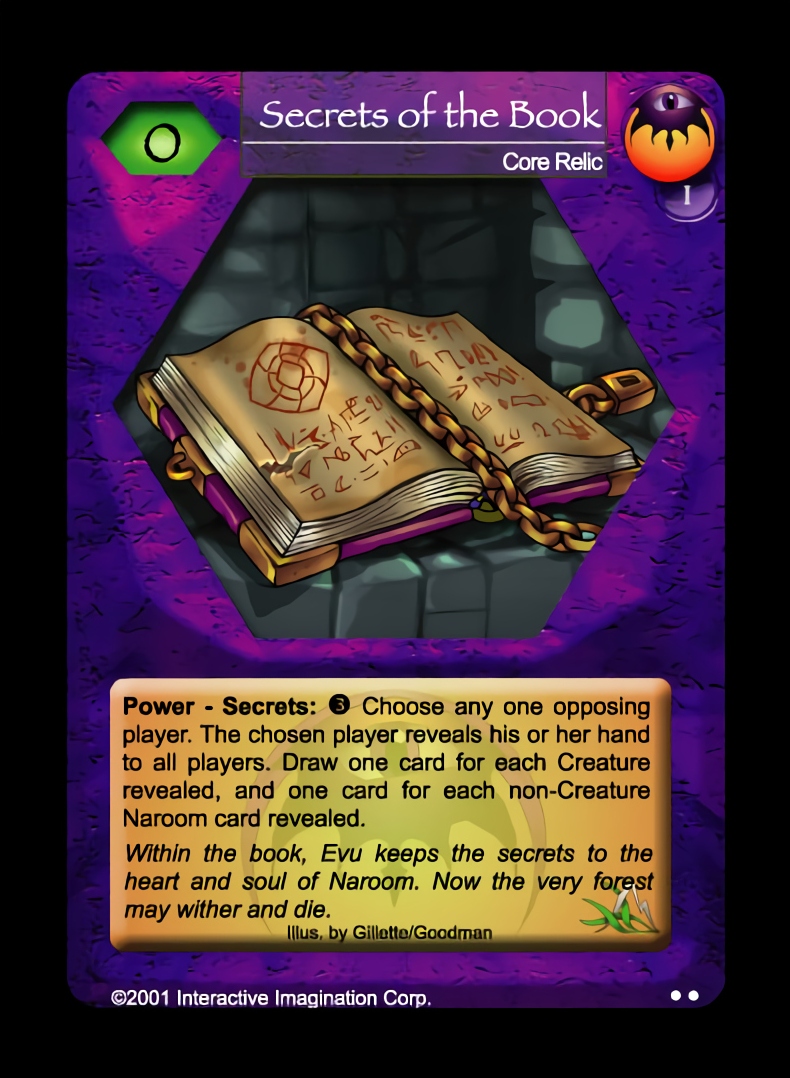 0
Secrets of the Book
Core Relic
I
Power - Secrets: ❸ Choose any one opposing
player. The chosen player reveals his or her hand
to all players. Draw one card for each Creature
revealed, and one card for each non-Creature
Naroom card revealed.
Within the book, Evu keeps the secrets to the
heart and soul of Naroom. Now the very forest
may wither and die.
Illus. by Gillette/Goodman
©2001 Interactive Imagination Corp.